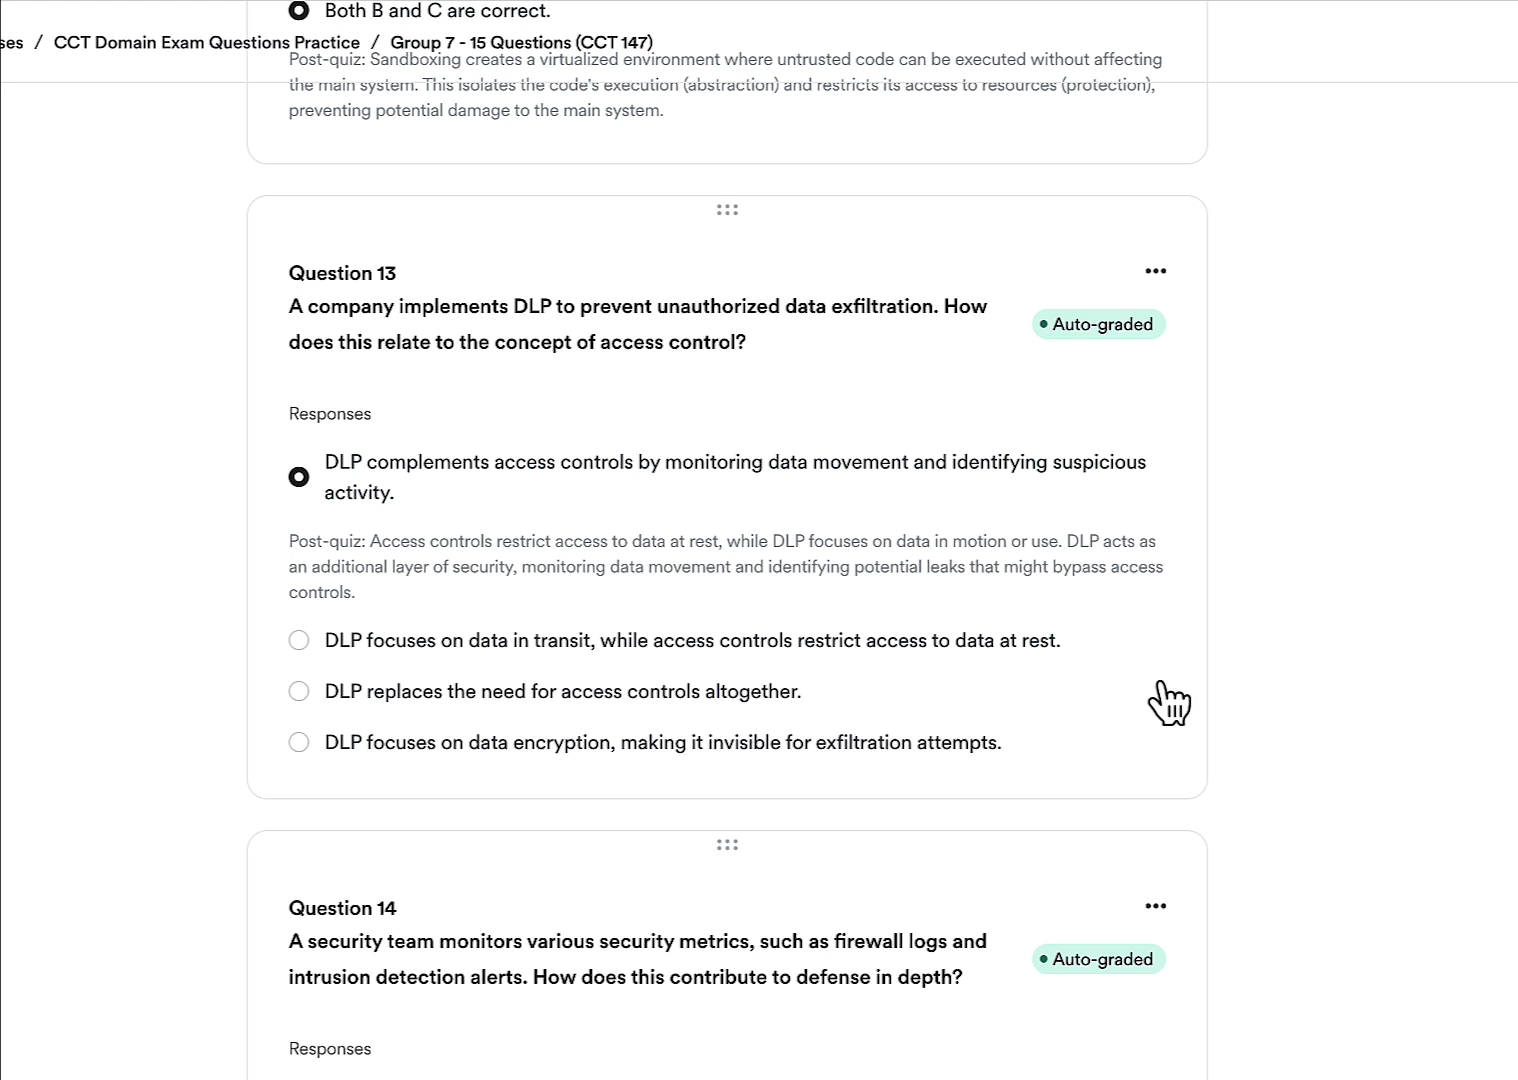 Both B and C are correct.
ses / CCT Domain Exam Questions Practice / Group 7 - 15 Questions (CCT 147)
Post-quiz: Sandboxing creates a virtualized environment where untrusted code can be executed without affecting
the main system. This isolates the code's execution (abstraction) and restricts its access to resources (protection),
preventing potential damage to the main system.
Question 13
A company implements DLP to prevent unauthorized data exfiltration. How
does this relate to the concept of access control?
Auto-graded
Responses
DLP complements access controls by monitoring data movement and identifying suspicious
activity.
Post-quiz: Access controls restrict access to data at rest, while DLP focuses on data in motion or use. DLP acts as
an additional layer of security, monitoring data movement and identifying potential leaks that might bypass access
controls.
DLP focuses on data in transit, while access controls restrict access to data at rest.
DLP replaces the need for access controls altogether.
DLP focuses on data encryption, making it invisible for exfiltration attempts.
Question 14
A security team monitors various security metrics, such as firewall logs and
intrusion detection alerts. How does this contribute to defense in depth?
Auto-graded
Responses